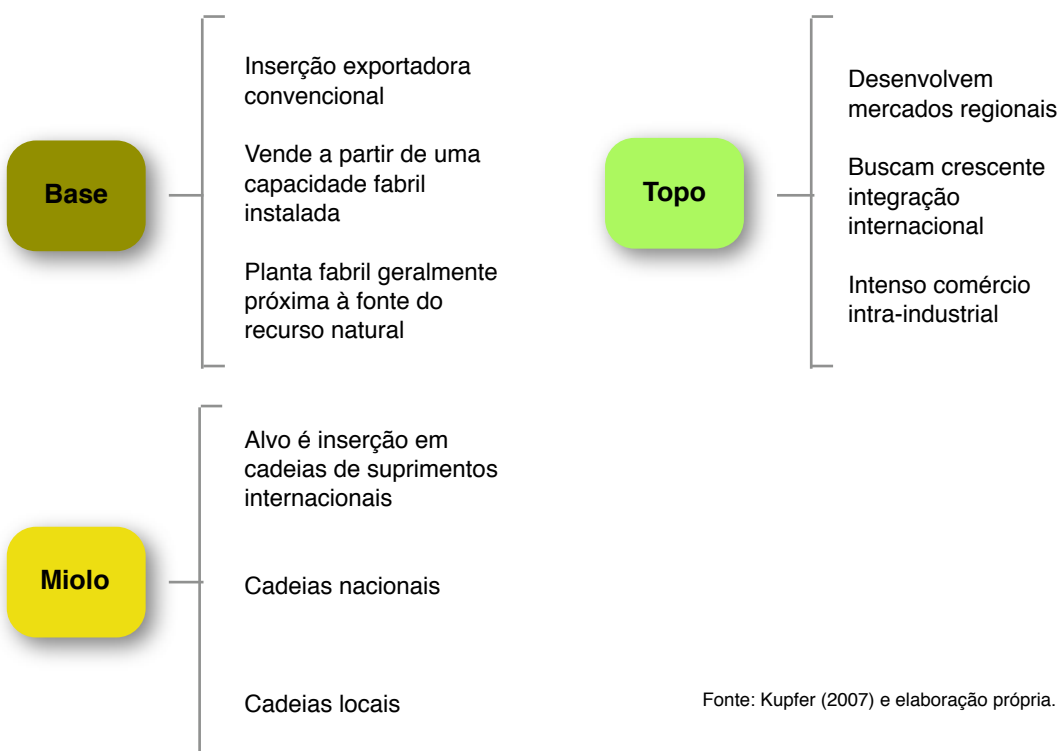 Base
Inserção exportadora
convencional
Vende a partir de uma
capacidade fabril
instalada
Planta fabril geralmente
próxima à fonte do
recurso natural
Topo
Desenvolvem
mercados regionais
Buscam crescente
integração
internacional
Intenso comércio
intra-industrial
Miolo
Alvo é inserção em
cadeias de suprimentos
internacionais
Cadeias nacionais
Cadeias locais
Fonte: Kupfer (2007) e elaboração própria.